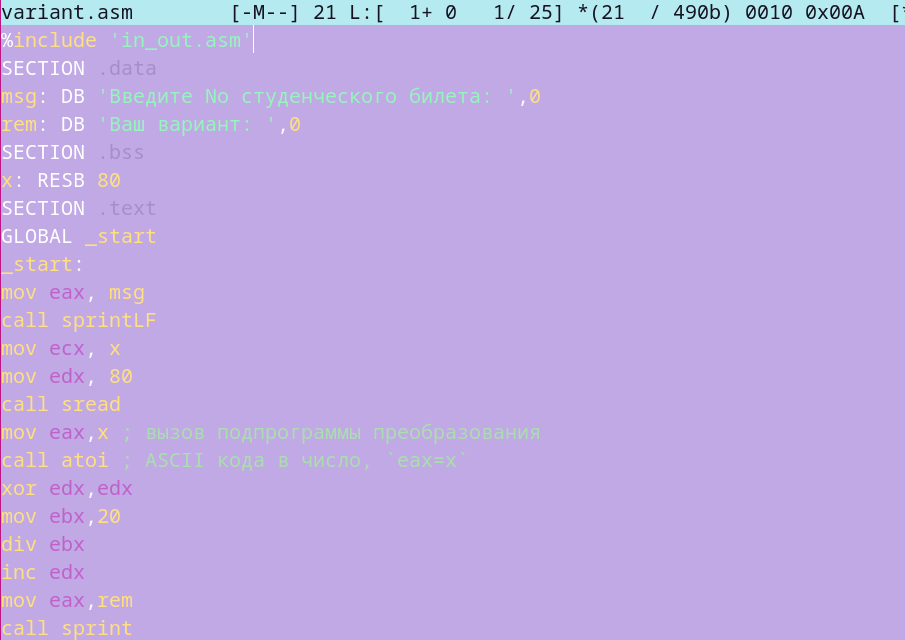 variant.asm [-M--] 21 L:[ 1+ 0 1/ 25] *(21 / 490b) 0010 0x00A [*
%include 'in_out.asm'
SECTION .data
msg: DB 'Введите No студенческого билета: ',0
rem: DB 'Ваш вариант: ',0
SECTION .bss
x: RESB 80
SECTION .text
GLOBAL _start
_start:
mov eax, msg
call sprintLF
mov ecx, x
mov edx, 80
call sread
mov eax,x ; вызов подпрограммы преобразования
call atoi ; ASCII кода в число, `eax=x`
xor edx,edx
mov ebx,20
div ebx
inc edx
mov eax,rem
call sprint